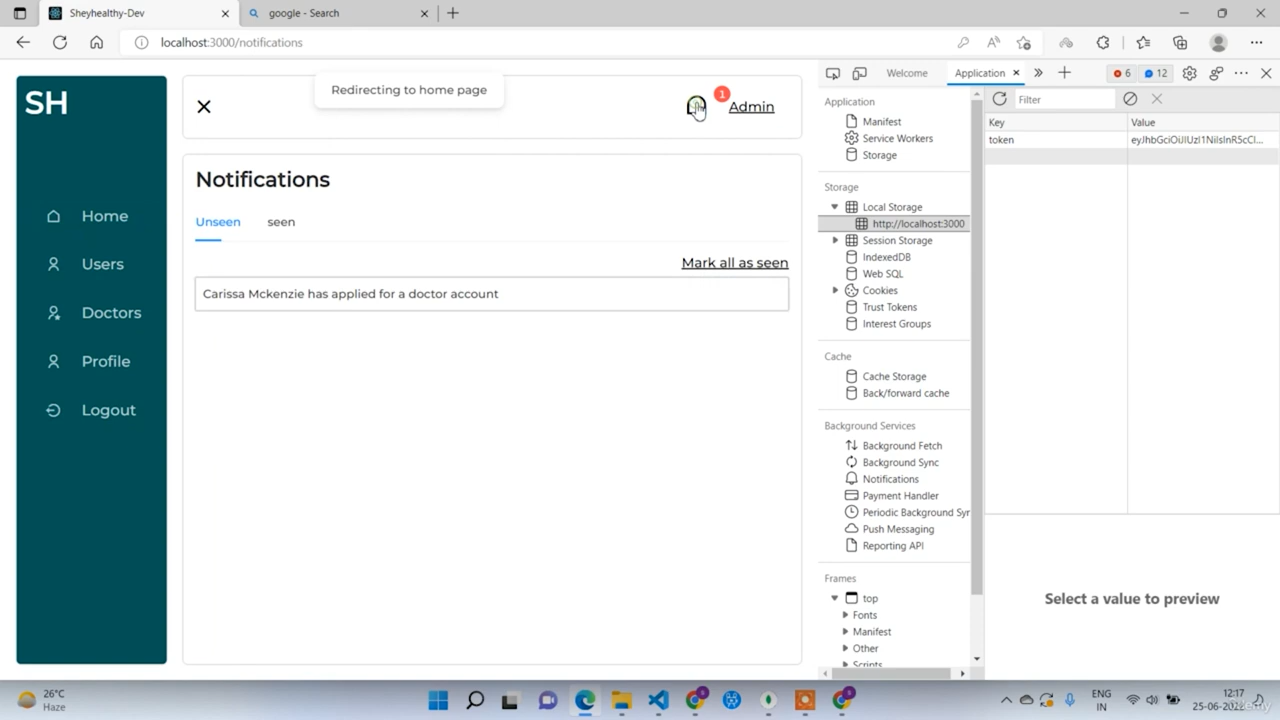 Sheyhealthy-Dev
google - Search
localhost:3000/notifications
SH
Home
Users
Doctors
Profile
Logout
Redirecting to home page
1
Admin
Notifications
Unseen
seen
Mark all as seen
Carissa Mckenzie has applied for a doctor account
Welcome
Application
6
12
Application
Manifest
Service Workers
Storage
Storage
Local Storage
http://localhost:3000
Session Storage
IndexedDB
Web SQL
Cookies
Trust Tokens
Interest Groups
Cache
Cache Storage
Back/forward cache
Background Services
Background Fetch
Background Sync
Notifications
Payment Handler
Periodic Background Syr
Push Messaging
Reporting API
Frames
top
Fonts
Manifest
Other
Scripts
Filter
Key
Value
token
Select a value to preview
26°C
Haze
ENG
IN
12:17
25-06-2022